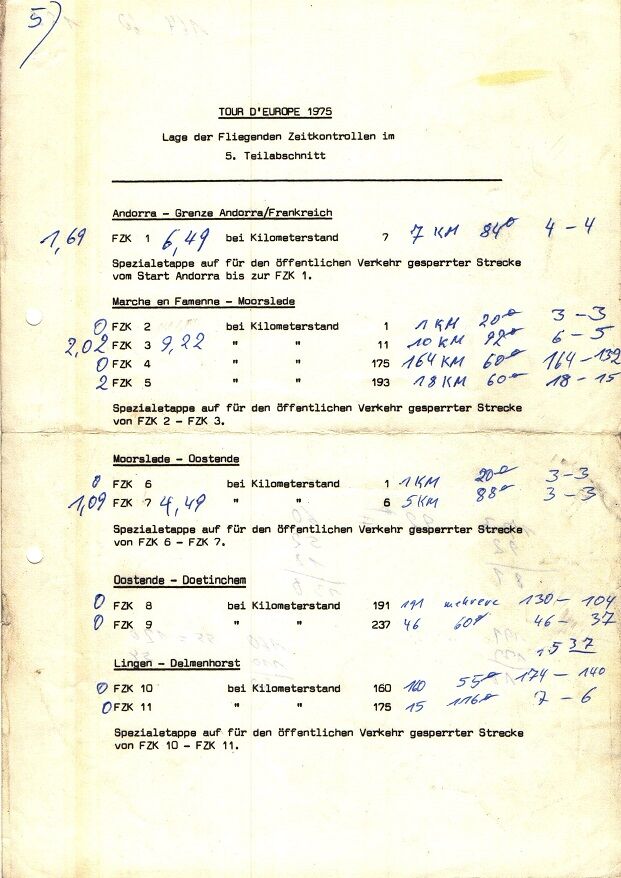 5)
TOUR D'EUROPE 1975
Lage der Fliegenden Zeitkontrollen im
5. Teilabschnitt
Andorra - Grenze Andorra/Frankreich
1,69 FZK 1 6,49 bei Kilometerstand 7 7 KM 84 4-4
Spezialetappe auf für den öffentlichen Verkehr gesperrter Strecke
vom Start Andorra bis zur FZK 1.
Marche en Famenne - Moorslede
0 FZK 2 bei Kilometerstand 1 1 KM 20 3-3
2,02 FZK 3 9,22 " " 11 10 KM 92 6-5
0 FZK 4 " " 175 164 KM 60 164-132
2 FZK 5 " " 193 18 KM 60 18-15
Spezialetappe auf für den öffentlichen Verkehr gesperrter Strecke
von FZK 2 - FZK 3.
Moorslede - Oostende
0 FZK 6 bei Kilometerstand 1 1 KM 20 3-3
1,09 FZK 7 4,49 " " 6 5 KM 88 3-3
Spezialetappe auf für den öffentlichen Verkehr gesperrter Strecke
von FZK 6 - FZK 7.
Oostende - Doetinchem
0 FZK 8 bei Kilometerstand 191 191 mehrere 130-104
0 FZK 9 " " 237 46 60 46-37
537
Lingen - Delmenhorst
0 FZK 10 bei Kilometerstand 160 160 55 174-140
0 FZK 11 " " 175 15 116 7-6
Spezialetappe auf für den öffentlichen Verkehr gesperrter Strecke
von FZK 10 - FZK 11.